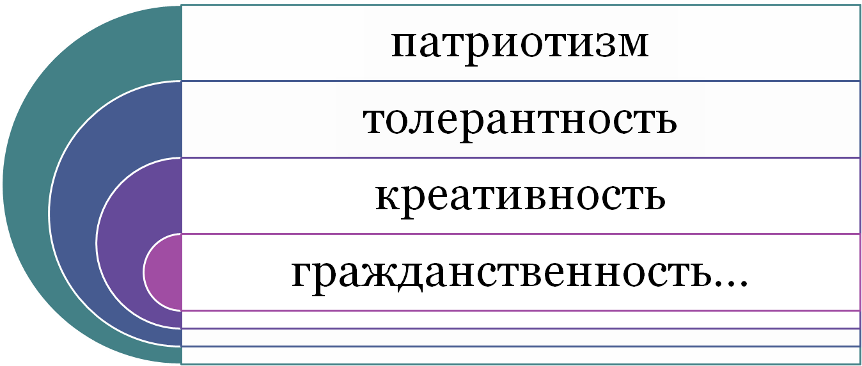 патриотизм
толерантность
креативность
гражданственность...